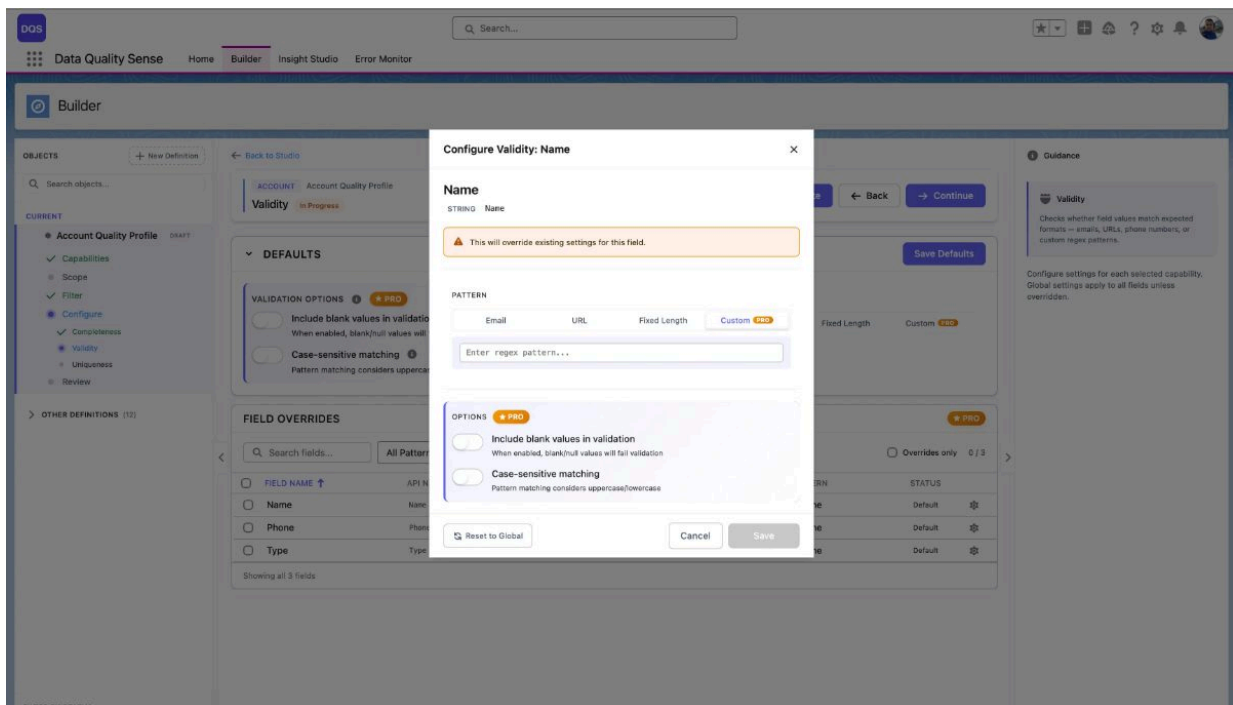 DQS
Search...
Data Quality Sense
Home
Builder
Insight Studio
Error Monitor
Builder
OBJECTS
+ New Definition
Search objects...
CURRENT
Account Quality Profile DRAFT
Capabilities
Scope
Filter
Configure
Completeness
Validity
Uniqueness
Review
OTHER DEFINITIONS (12)
← Back to Studio
ACCOUNT Account Quality Profile
Validity In Progress
← Back
→ Continue
DEFAULTS
Save Defaults
VALIDATION OPTIONS PRO
Include blank values in validatio
When enabled, blank/null values will
Case-sensitive matching
Pattern matching considers upperca
Fixed Length
Custom PRO
FIELD OVERRIDES
PRO
Search fields...
All Pattern
Overrides only 0 / 3
FIELD NAME ↑
API N
STATUS
Name
Name
Default
Phone
Phone
Default
Type
Type
Default
Showing all 3 fields
Configure Validity: Name
Name
STRING Name
This will override existing settings for this field.
PATTERN
Email
URL
Fixed Length
Custom PRO
Enter regex pattern...
OPTIONS PRO
Include blank values in validation
When enabled, blank/null values will fail validation
Case-sensitive matching
Pattern matching considers uppercase/lowercase
Reset to Global
Cancel
Save
Guidance
Validity
Checks whether field values match expected
formats — emails, URLs, phone numbers, or
custom regex patterns.
Configure settings for each selected capability.
Global settings apply to all fields unless
overridden.